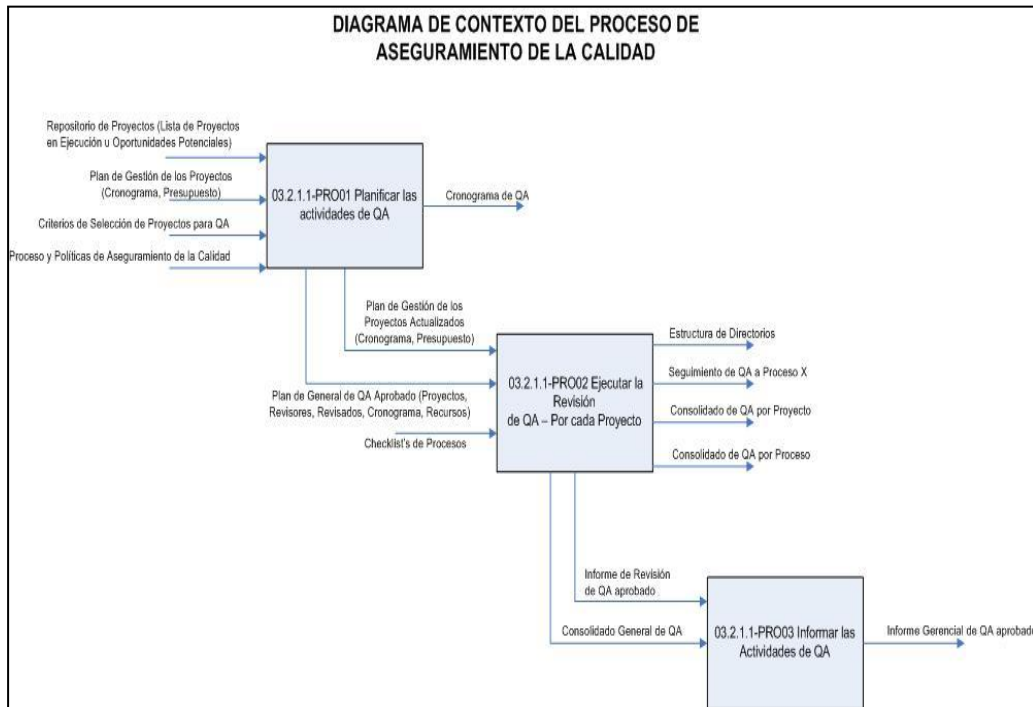 DIAGRAMA DE CONTEXTO DEL PROCESO DE
ASEGURAMIENTO DE LA CALIDAD
Repositorio de Proyectos (Lista de Proyectos
en Ejecución u Oportunidades Potenciales)
Plan de Gestión de los Proyectos
(Cronograma, Presupuesto)
Criterios de Selección de Proyectos para QA
Proceso y Políticas de Aseguramiento de la Calidad
03.2.1.1-PRO01 Planificar las
actividades de QA
Cronograma de QA
Plan de Gestión de los
Proyectos Actualizados
(Cronograma, Presupuesto)
Plan de General de QA Aprobado (Proyectos,
Revisores, Revisados, Cronograma, Recursos)
Checklist's de Procesos
03.2.1.1-PRO02 Ejecutar la
Revisión
de QA – Por cada Proyecto
Estructura de Directorios
Seguimiento de QA a Proceso X
Consolidado de QA por Proyecto
Consolidado de QA por Proceso
Informe de Revisión
de QA aprobado
Consolidado General de QA
03.2.1.1-PRO03 Informar las
Actividades de QA
Informe Gerencial de QA aprobado